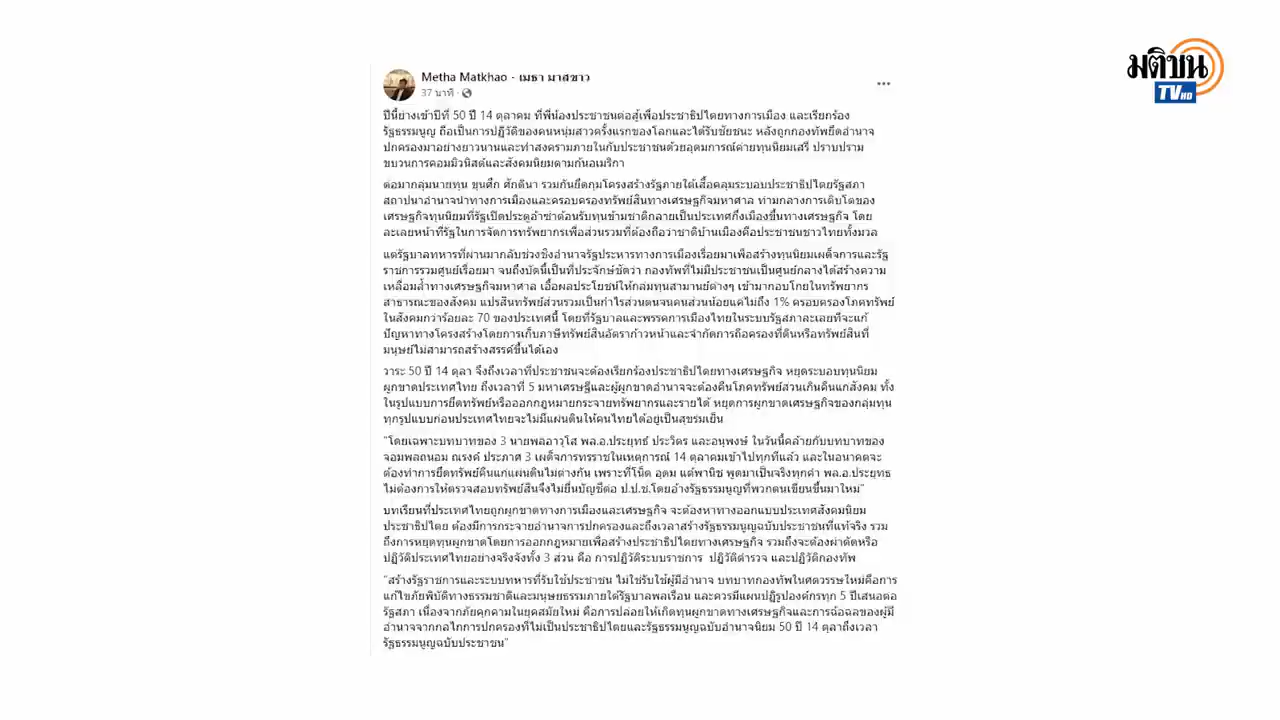 มติชน
TV HD
Metha Matkhao - เมธา มาสขาว
37 นาที ·
ปีนี้ย่างเข้าปีที่ 50 ปี 14 ตุลาคม ที่พี่น้องประชาชนต่อสู้เพื่อประชาธิปไตยทางการเมือง และเรียกร้อง
รัฐธรรมนูญ ถือเป็นการปฏิวัติของคนหนุ่มสาวครั้งแรกของโลกและได้รับชัยชนะ หลังถูกกองทัพยึดอำนาจ
ปกครองมาอย่างยาวนานและทำสงครามภายในกับประชาชนด้วยอุดมการณ์ค่ายทุนนิยมเสรี ปราบปราม
ขบวนการคอมมิวนิสต์และสังคมนิยมตามก้นอเมริกา
ต่อมากลุ่มนายทุน ขุนศึก ศักดินา รวมกันยึดกุมโครงสร้างรัฐภายใต้เสื้อคลุมระบอบประชาธิปไตยรัฐสภา
สถาปนาอำนาจนำทางการเมืองและครอบครองทรัพย์สินทางเศรษฐกิจมหาศาล ท่ามกลางการเติบโตของ
เศรษฐกิจทุนนิยมที่รัฐเปิดประตูอ้าซ่าต้อนรับทุนข้ามชาติกลายเป็นประเทศกึ่งเมืองขึ้นทางเศรษฐกิจ โดย
ละเลยหน้าที่รัฐในการจัดการทรัพยากรเพื่อส่วนรวมที่ต้องถือว่าชาติบ้านเมืองคือประชาชนชาวไทยทั้งมวล
แต่รัฐบาลทหารที่ผ่านมากลับช่วงชิงอำนาจรัฐประหารทางการเมืองเรื่อยมาเพื่อสร้างทุนนิยมเผด็จการและรัฐ
ราชการรวมศูนย์เรื่อยมา จนถึงบัดนี้เป็นที่ประจักษ์ชัดว่า กองทัพที่ไม่มีประชาชนเป็นศูนย์กลางได้สร้างความ
เหลื่อมล้ำทางเศรษฐกิจมหาศาล เอื้อผลประโยชน์ให้กลุ่มทุนสามานย์ต่างๆ เข้ามากอบโกยในทรัพยากร
สาธารณะของสังคม แปรสินทรัพย์ส่วนรวมเป็นกำไรส่วนตนจนคนส่วนน้อยแค่ไม่ถึง 1% ครอบครองโภคทรัพย์
ในสังคมกว่าร้อยละ 70 ของประเทศนี้ โดยที่รัฐบาลและพรรคการเมืองไทยในระบบรัฐสภาละเลยที่จะแก้
ปัญหาทางโครงสร้างโดยการเก็บภาษีทรัพย์สินอัตราก้าวหน้าและจำกัดการถือครองที่ดินหรือทรัพย์สินที่
มนุษย์ไม่สามารถสร้างสรรค์ขึ้นได้เอง
วาระ 50 ปี 14 ตุลา จึงถึงเวลาที่ประชาชนจะต้องเรียกร้องประชาธิปไตยทางเศรษฐกิจ หยุดระบอบทุนนิยม
ผูกขาดประเทศไทย ถึงเวลาที่ 5 มหาเศรษฐีและผู้ผูกขาดอำนาจจะต้องคืนโภคทรัพย์ส่วนเกินคืนแก่สังคม ทั้ง
ในรูปแบบการยึดทรัพย์หรือออกกฎหมายกระจายทรัพยากรและรายได้ หยุดการผูกขาดเศรษฐกิจของกลุ่มทุน
ทุกรูปแบบก่อนประเทศไทยจะไม่มีแผ่นดินให้คนไทยได้อยู่เป็นสุขร่มเย็น
"โดยเฉพาะบทบาทของ 3 นายพลอาวุโส พล.อ.ประยุทธ์ ประวิตร และอนุพงษ์ ในวันนี้คล้ายกับบทบาทของ
จอมพลถนอม ณรงค์ ประภาศ 3 เผด็จการทรราชในเหตุการณ์ 14 ตุลาคมเข้าไปทุกทีแล้ว และในอนาคตจะ
ต้องทำการยึดทรัพย์คืนแก่แผ่นดินไม่ต่างกัน เพราะที่โน้ต อุดม แต้พานิช พูดมาเป็นจริงทุกคำ พล.อ.ประยุทธ
ไม่ต้องการให้ตรวจสอบทรัพย์สินจึงไม่ยื่นบัญชีต่อ ป.ป.ช.โดยอ้างรัฐธรรมนูญที่พวกตนเขียนขึ้นมาใหม่"
บทเรียนที่ประเทศไทยถูกผูกขาดทางการเมืองและเศรษฐกิจ จะต้องหาทางออกแบบประเทศสังคมนิยม
ประชาธิปไตย ต้องมีการกระจายอำนาจการปกครองและถึงเวลาสร้างรัฐธรรมนูญฉบับประชาชนที่แท้จริง รวม
ถึงการหยุดทุนผูกขาดโดยการออกกฎหมายเพื่อสร้างประชาธิปไตยทางเศรษฐกิจ รวมถึงจะต้องผ่าตัดหรือ
ปฏิวัติประเทศไทยอย่างจริงจังทั้ง 3 ส่วน คือ การปฏิวัติระบบราชการ ปฏิวัติตำรวจ และปฏิวัติกองทัพ
"สร้างรัฐราชการและระบบทหารที่รับใช้ประชาชน ไม่ใช่รับใช้ผู้มีอำนาจ บทบาทกองทัพในศตวรรษใหม่คือการ
แก้ไขภัยพิบัติทางธรรมชาติและมนุษยธรรมภายใต้รัฐบาลพลเรือน และควรมีแผนปฏิรูปองค์กรทุก 5 ปีเสนอต่อ
รัฐสภา เนื่องจากภัยคุกคามในยุคสมัยใหม่ คือการปล่อยให้เกิดทุนผูกขาดทางเศรษฐกิจและการฉ้อฉลของผู้มี
อำนาจจากกลไกการปกครองที่ไม่เป็นประชาธิปไตยและรัฐธรรมนูญฉบับอำนาจนิยม 50 ปี 14 ตุลาถึงเวลา
รัฐธรรมนูญฉบับประชาชน"